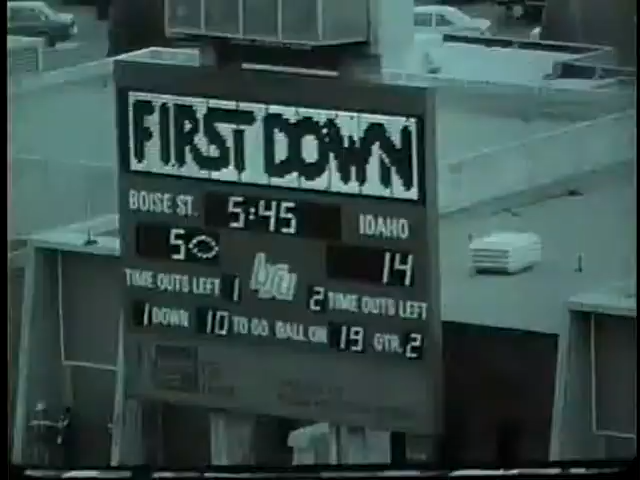 FIRST DOWN
BOISE ST. 5:45 IDAHO
5 14
TIME OUTS LEFT 1 2 TIME OUTS LEFT
1 DOWN 10 TO GO BALL ON 19 QTR. 2